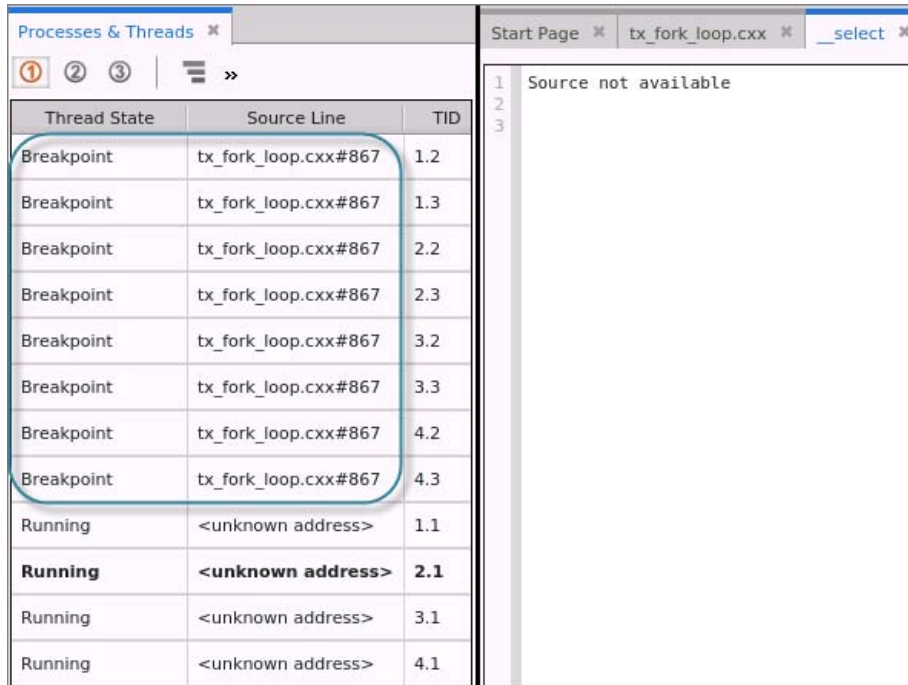 Processes & Threads ✖
① ② ③ »
Thread State Source Line TID
Breakpoint tx_fork_loop.cxx#867 1.2
Breakpoint tx_fork_loop.cxx#867 1.3
Breakpoint tx_fork_loop.cxx#867 2.2
Breakpoint tx_fork_loop.cxx#867 2.3
Breakpoint tx_fork_loop.cxx#867 3.2
Breakpoint tx_fork_loop.cxx#867 3.3
Breakpoint tx_fork_loop.cxx#867 4.2
Breakpoint tx_fork_loop.cxx#867 4.3
Running <unknown address> 1.1
Running <unknown address> 2.1
Running <unknown address> 3.1
Running <unknown address> 4.1
Start Page ✖ tx_fork_loop.cxx ✖ __select ✖
1 Source not available
2
3